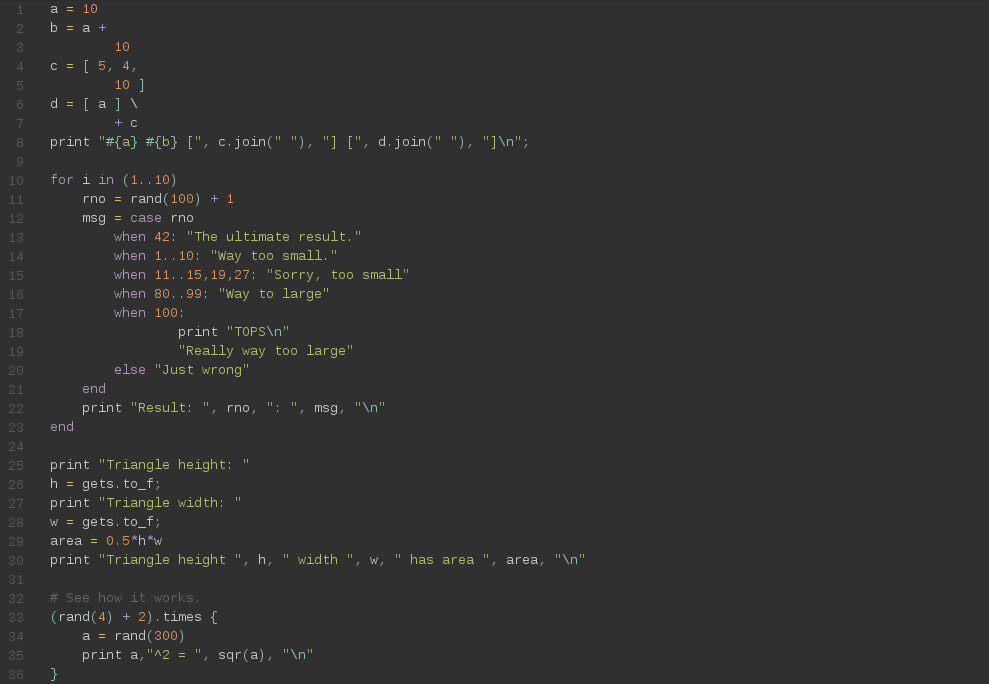 1 a = 10
2 b = a +
3         10
4 c = [ 5, 4,
5         10 ]
6 d = [ a ] \
7         + c
8 print "#{a} #{b} [", c.join(" "), "] [", d.join(" "), "]\n";
9
10 for i in (1..10)
11     rno = rand(100) + 1
12     msg = case rno
13         when 42: "The ultimate result."
14         when 1..10: "Way too small."
15         when 11..15,19,27: "Sorry, too small"
16         when 80..99: "Way to large"
17         when 100:
18                 print "TOPS\n"
19                 "Really way too large"
20         else "Just wrong"
21     end
22     print "Result: ", rno, ": ", msg, "\n"
23 end
24
25 print "Triangle height: "
26 h = gets.to_f;
27 print "Triangle width: "
28 w = gets.to_f;
29 area = 0.5*h*w
30 print "Triangle height ", h, " width ", w, " has area ", area, "\n"
31
32 # See how it works.
33 (rand(4) + 2).times {
34     a = rand(300)
35     print a,"^2 = ", sqr(a), "\n"
36 }